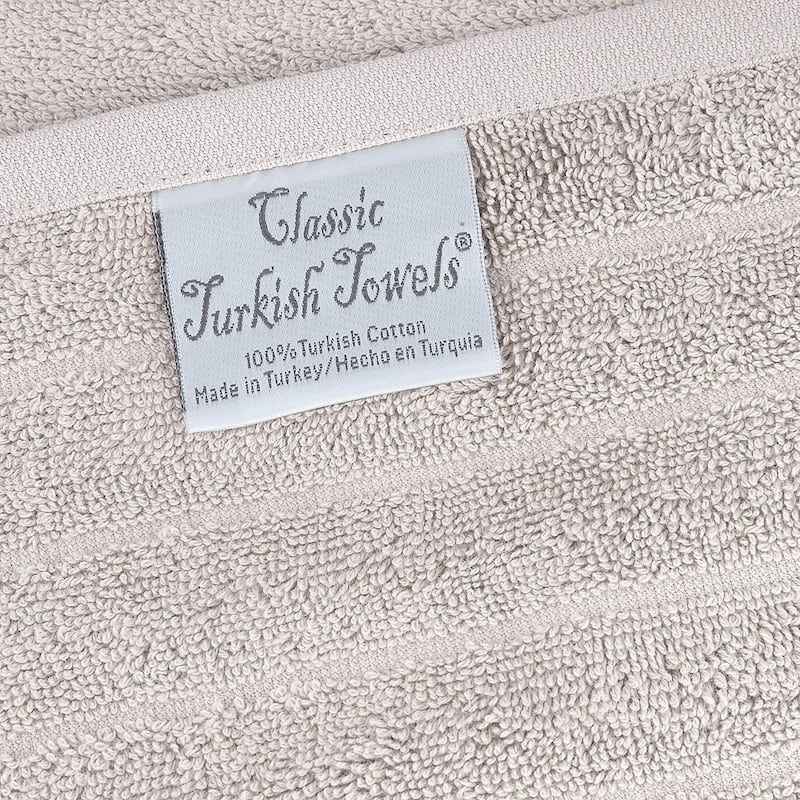 Classic
Turkish Towels®
100%Turkish Cotton
Made in Turkey/Hecho en Turquia